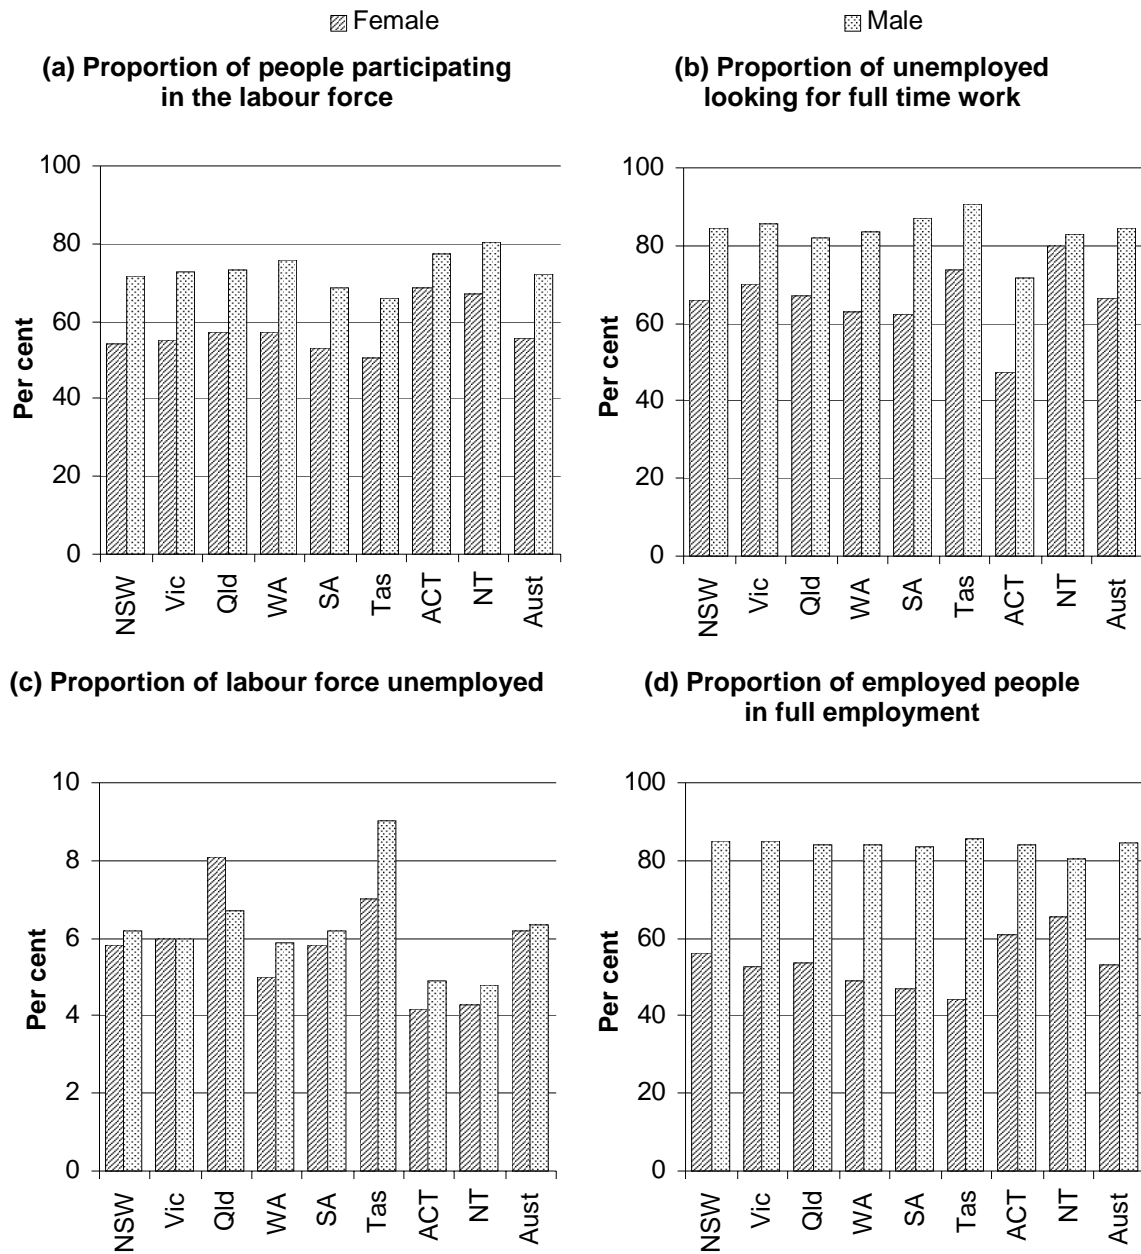 Female
Male
(a) Proportion of people participating
in the labour force
100
80
60
40
20
0
Per cent
NSW
Vic
Qld
WA
SA
Tas
ACT
NT
Aust
(b) Proportion of unemployed
looking for full time work
100
80
60
40
20
0
Per cent
NSW
Vic
Qld
WA
SA
Tas
ACT
NT
Aust
(c) Proportion of labour force unemployed
10
8
6
4
2
0
Per cent
NSW
Vic
Qld
WA
SA
Tas
ACT
NT
Aust
(d) Proportion of employed people
in full employment
100
80
60
40
20
0
Per cent
NSW
Vic
Qld
WA
SA
Tas
ACT
NT
Aust